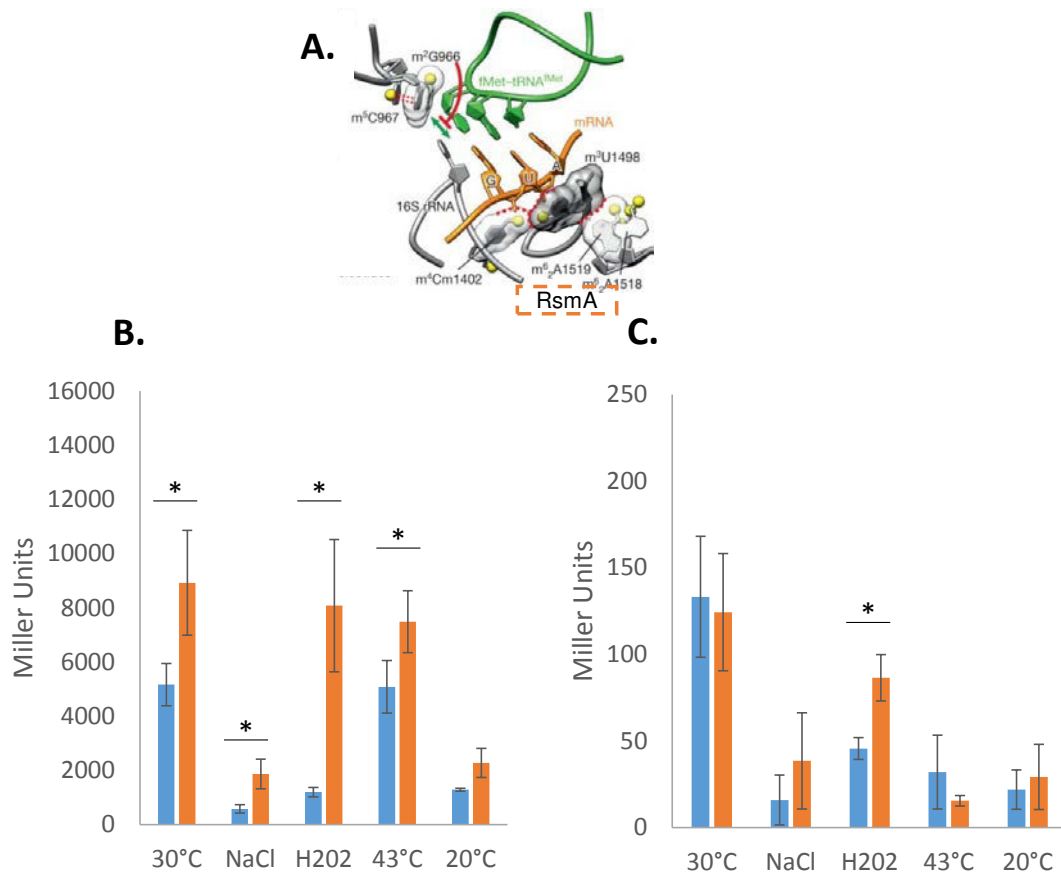 A.
m²G966
fMet–tRNAᶠᴹᵉᵗ
m⁵C967
mRNA
m³U1498
G U A
16S rRNA
m⁴Cm1402
m⁶₂A1519
m⁶₂A1518
RsmA
B.
Miller Units
16000
14000
12000
10000
8000
6000
4000
2000
0
* * * *
30°C NaCl H202 43°C 20°C
C.
Miller Units
250
200
150
100
50
0
*
30°C NaCl H202 43°C 20°C